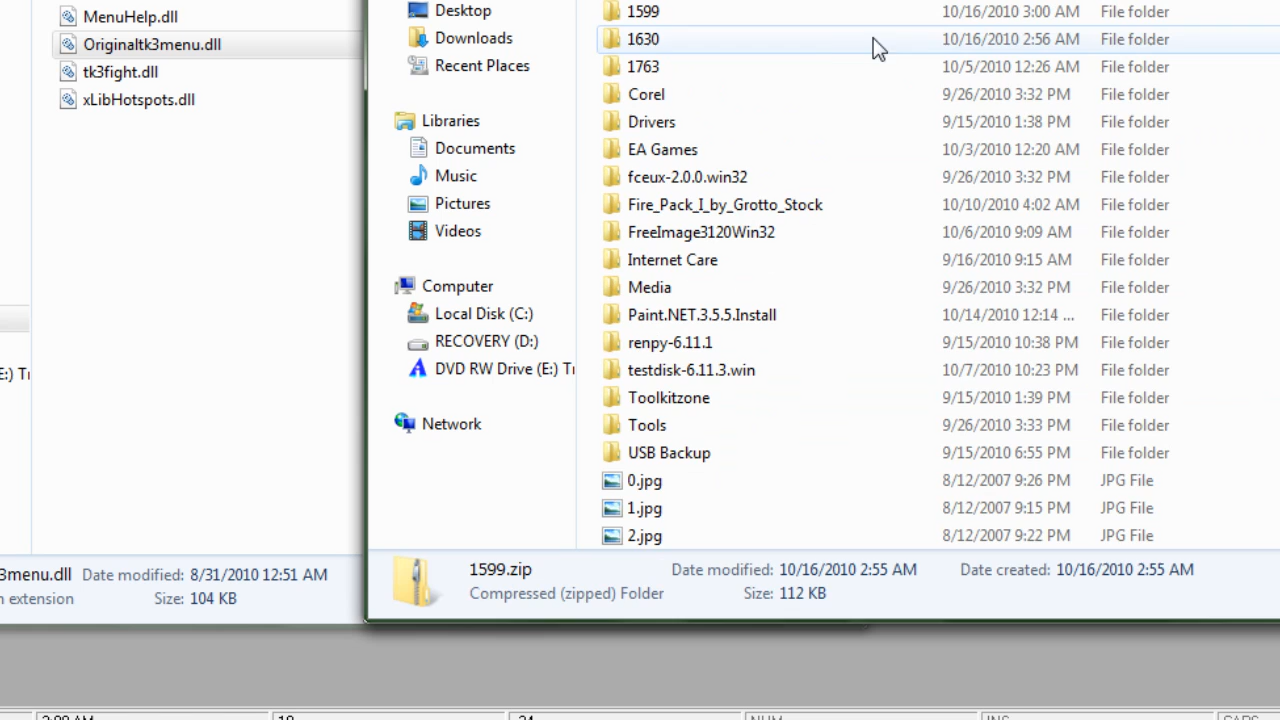 MenuHelp.dll
Originaltk3menu.dll
tk3fight.dll
xLibHotspots.dll
E:) Tr
3menu.dll Date modified: 8/31/2010 12:51 AM
n extension Size: 104 KB
Desktop
Downloads
Recent Places
Libraries
Documents
Music
Pictures
Videos
Computer
Local Disk (C:)
RECOVERY (D:)
DVD RW Drive (E:) Tr
Network
1599 10/16/2010 3:00 AM File folder
1630 10/16/2010 2:56 AM File folder
1763 10/5/2010 12:26 AM File folder
Corel 9/26/2010 3:32 PM File folder
Drivers 9/15/2010 1:38 PM File folder
EA Games 10/3/2010 12:20 AM File folder
fceux-2.0.0.win32 9/26/2010 3:32 PM File folder
Fire_Pack_I_by_Grotto_Stock 10/10/2010 4:02 AM File folder
FreeImage3120Win32 10/6/2010 9:09 AM File folder
Internet Care 9/16/2010 9:15 AM File folder
Media 9/26/2010 3:32 PM File folder
Paint.NET.3.5.5.Install 10/14/2010 12:14 ... File folder
renpy-6.11.1 9/15/2010 10:38 PM File folder
testdisk-6.11.3.win 10/7/2010 10:23 PM File folder
Toolkitzone 9/15/2010 1:39 PM File folder
Tools 9/26/2010 3:33 PM File folder
USB Backup 9/15/2010 6:55 PM File folder
0.jpg 8/12/2007 9:26 PM JPG File
1.jpg 8/12/2007 9:15 PM JPG File
2.jpg 8/12/2007 9:22 PM JPG File
1599.zip Date modified: 10/16/2010 2:55 AM Date created: 10/16/2010 2:55 AM
Compressed (zipped) Folder Size: 112 KB